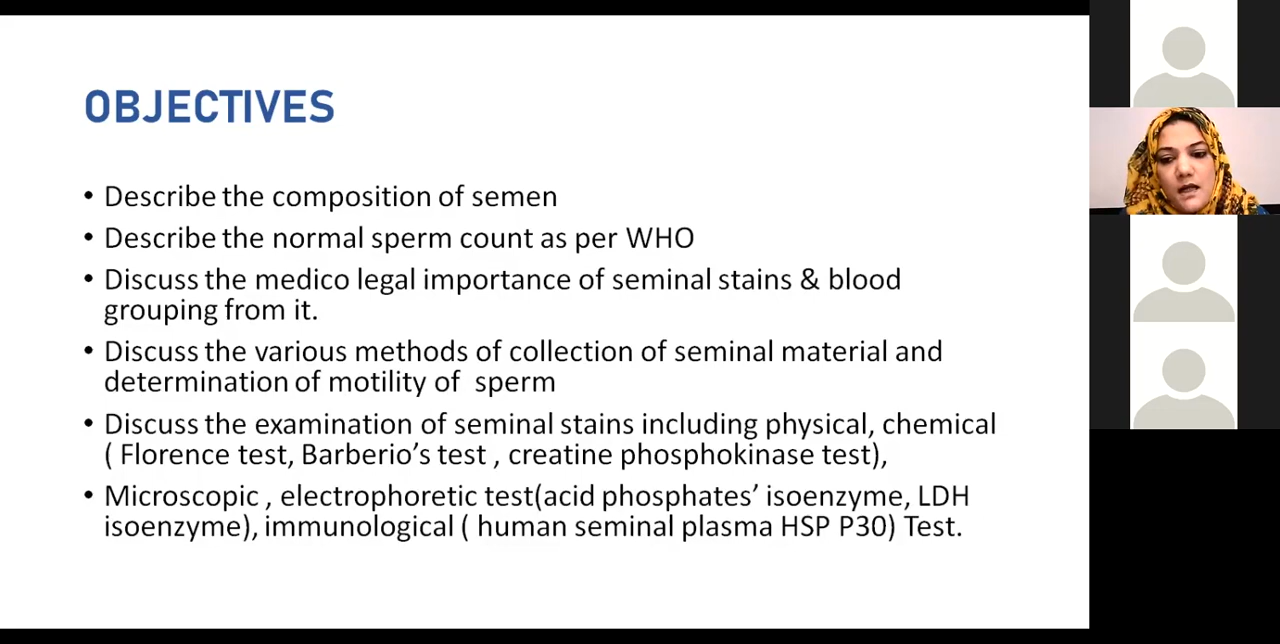 OBJECTIVES
• Describe the composition of semen
• Describe the normal sperm count as per WHO
• Discuss the medico legal importance of seminal stains & blood
grouping from it.
• Discuss the various methods of collection of seminal material and
determination of motility of  sperm
• Discuss the examination of seminal stains including physical, chemical
( Florence test, Barberio’s test , creatine phosphokinase test),
• Microscopic , electrophoretic test(acid phosphates’ isoenzyme, LDH
isoenzyme), immunological ( human seminal plasma HSP P30) Test.